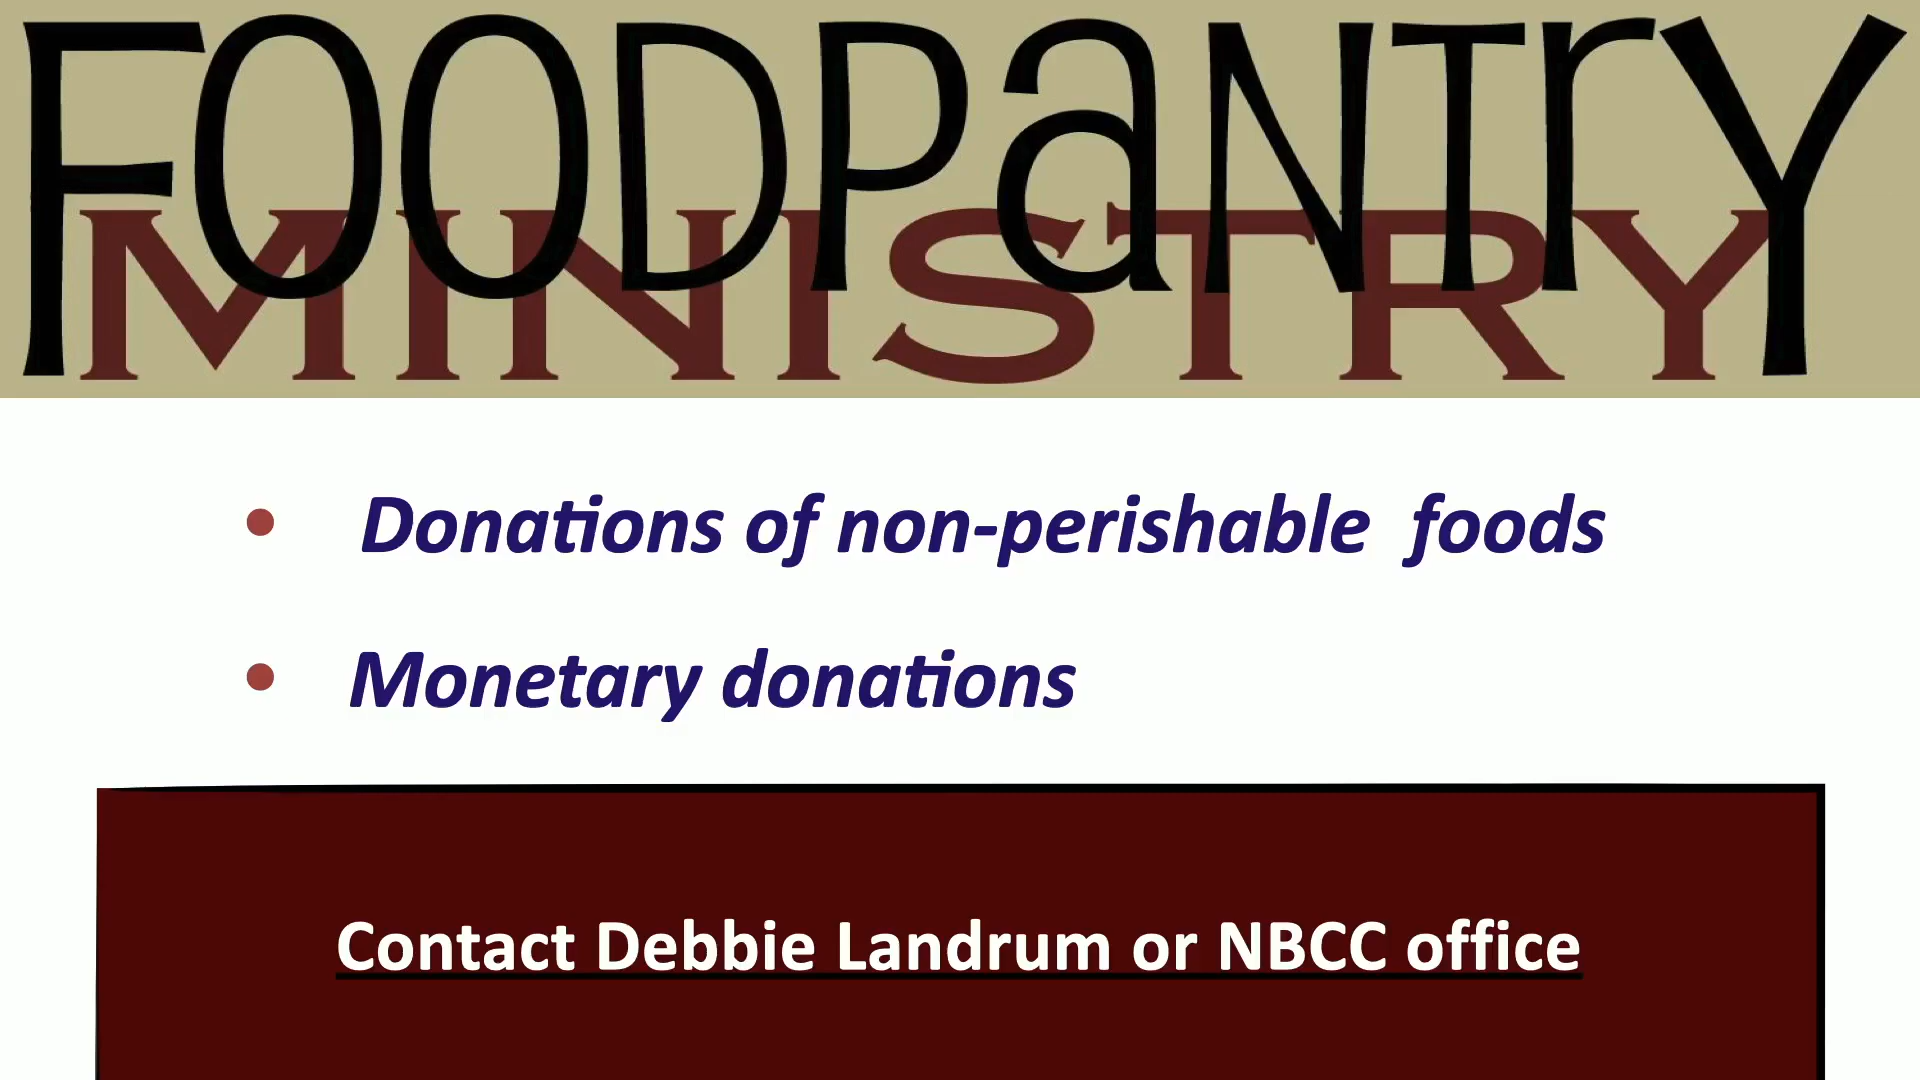 FOODPaNTrY
MINISTRY
• Donations of non-perishable foods
• Monetary donations
Contact Debbie Landrum or NBCC office